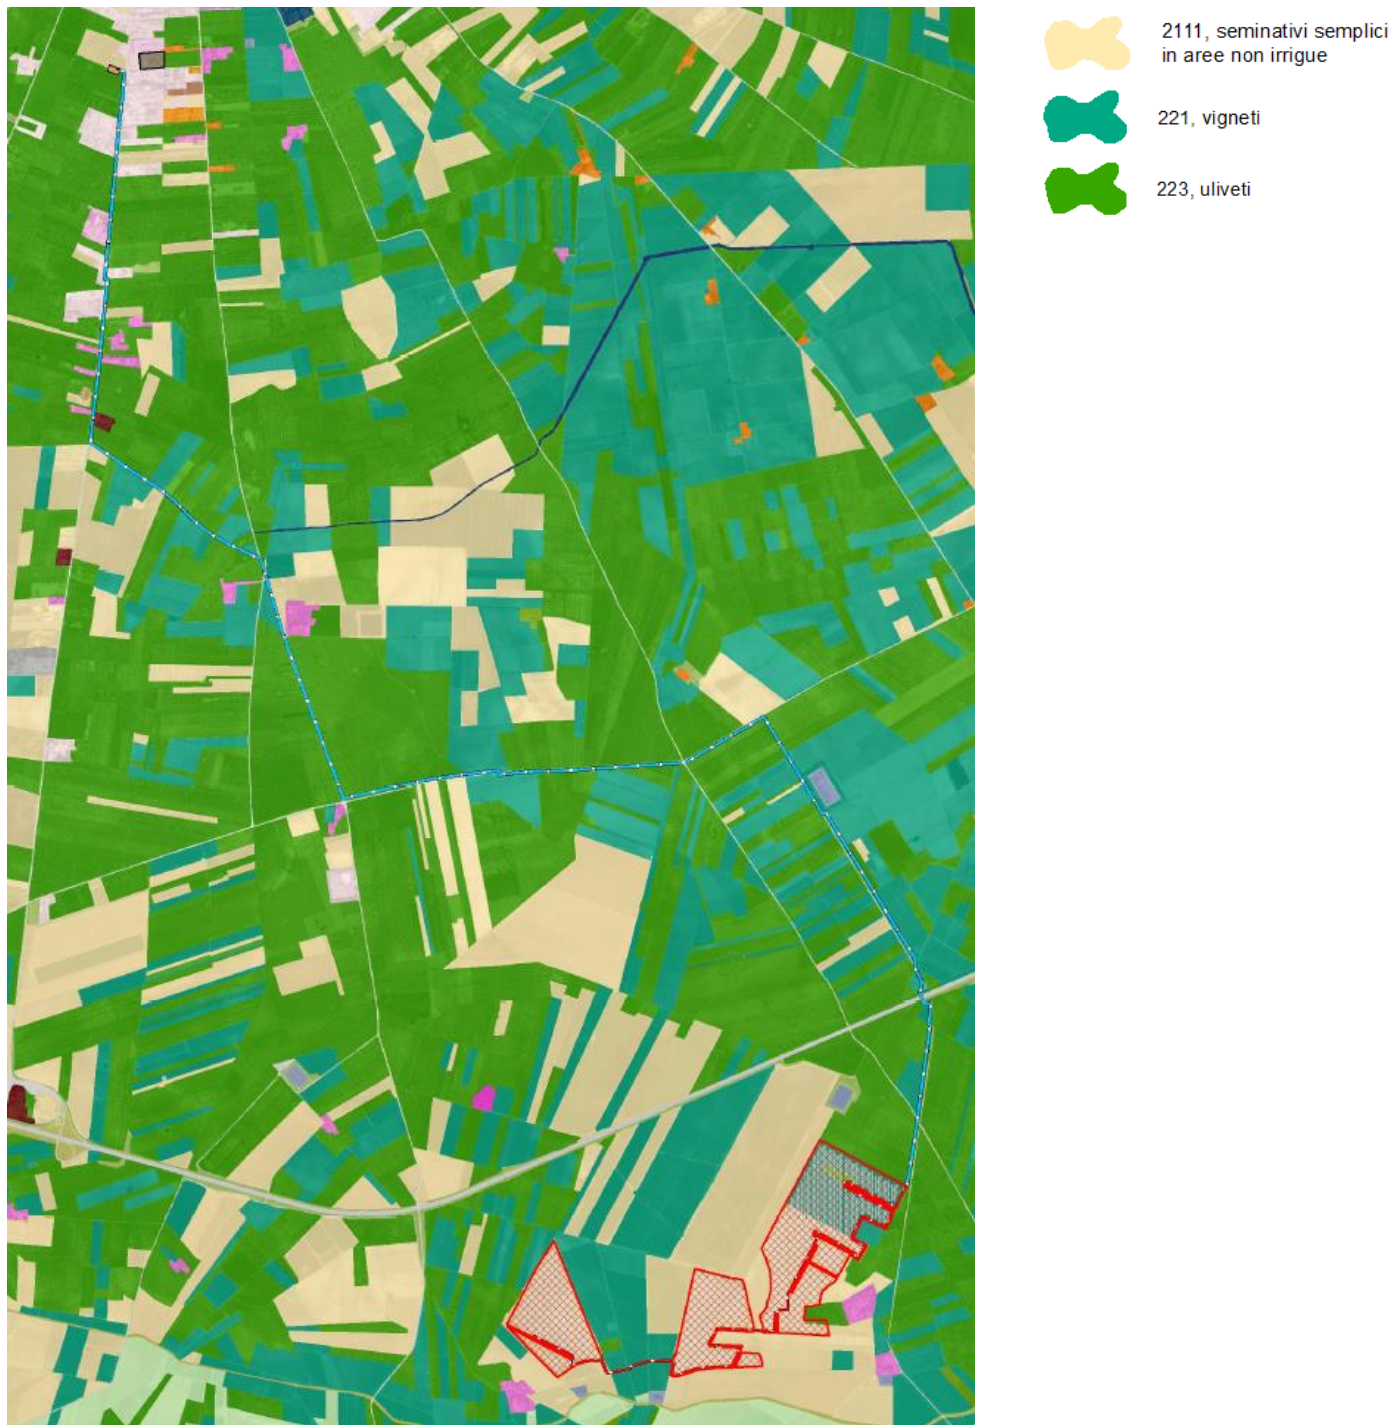 2111, seminativi semplici
in aree non irrigue
221, vigneti
223, uliveti